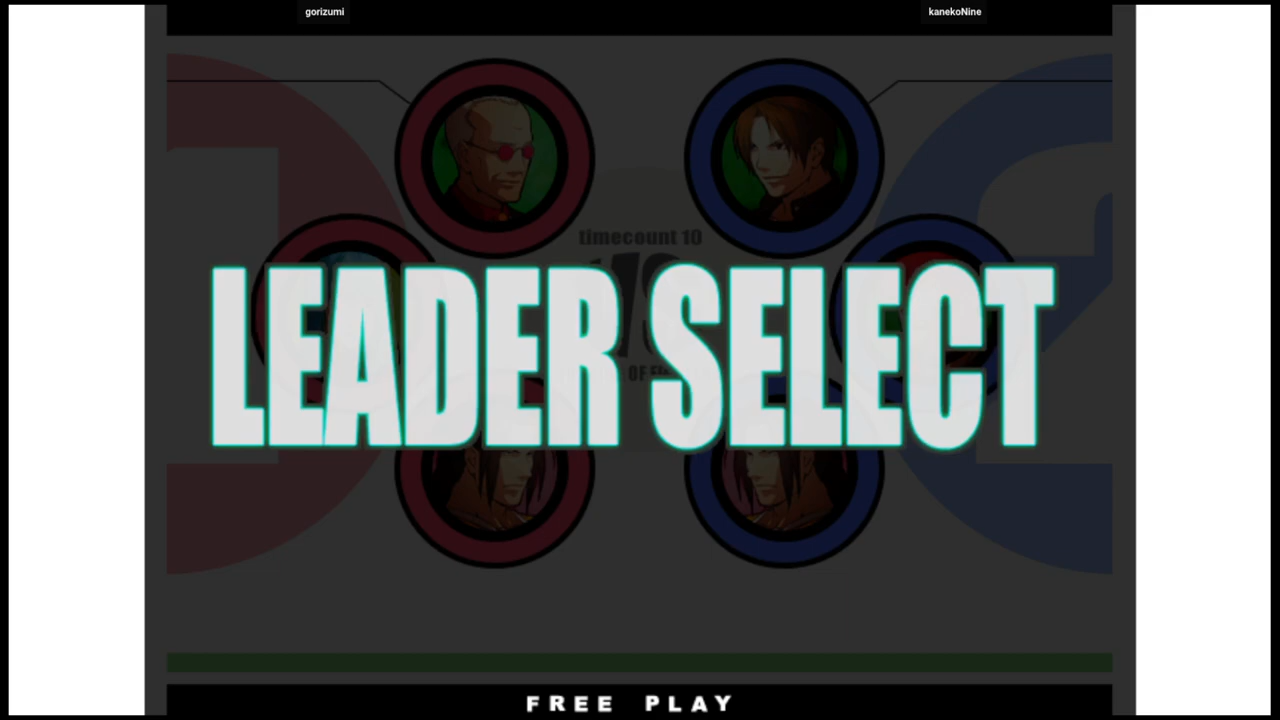 gorizumi
kanekoNine
timecount 10
LEADER SELECT
FREE PLAY